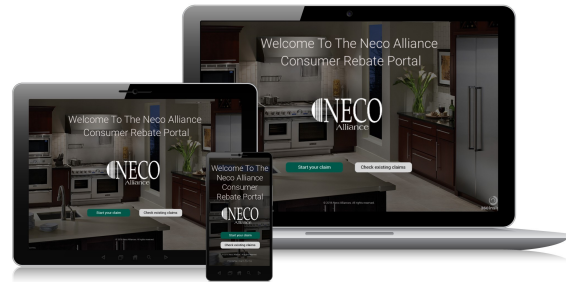 Welcome To The Neco Alliance
Consumer Rebate Portal
NECO
Alliance
Start your claim
Check existing claims
Welcome To The Neco Alliance
Consumer Rebate Portal
NECO
Alliance
Start your claim
Check existing claims
Welcome To The
Neco Alliance
Consumer
Rebate Portal
NECO
Alliance
Start your claim
Check existing claims